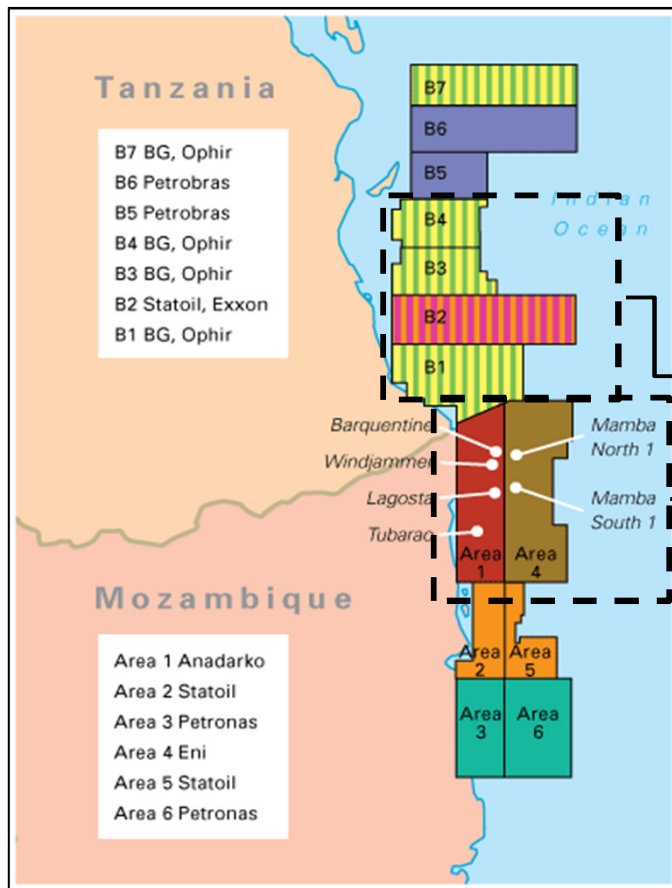 Tanzania
B7 BG, Ophir
B6 Petrobras
B5 Petrobras
B4 BG, Ophir
B3 BG, Ophir
B2 Statoil, Exxon
B1 BG, Ophir
B7
B6
B5
B4
B3
B2
B1
Indian
Ocean
Barquentine
Windjammer
Lagosta
Tubarao
Mamba
North 1
Mamba
South 1
Area
1
Area
4
Mozambique
Area 1 Anadarko
Area 2 Statoil
Area 3 Petronas
Area 4 Eni
Area 5 Statoil
Area 6 Petronas
Area
2
Area
5
Area
3
Area
6